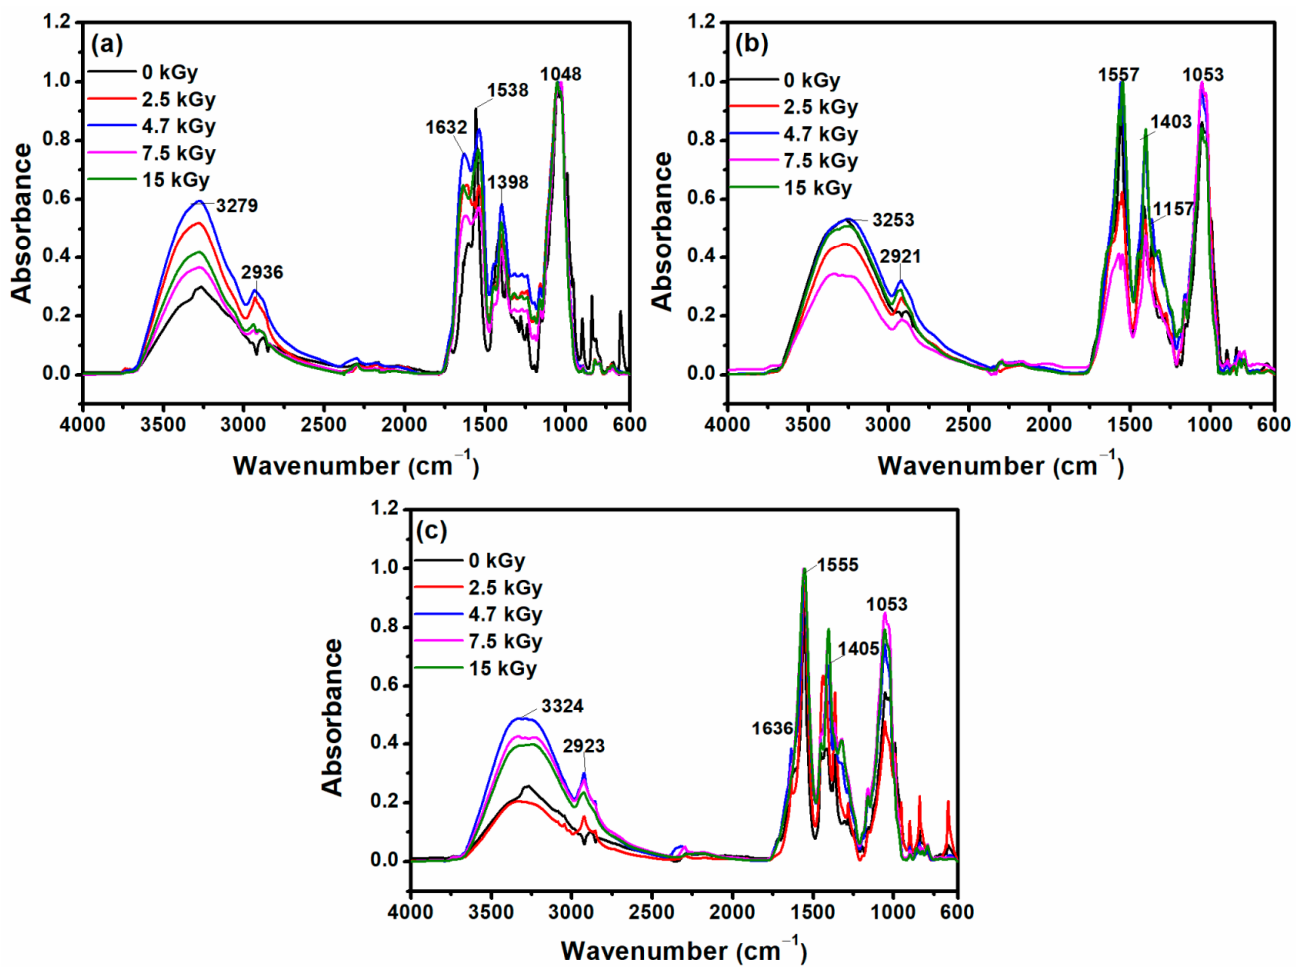 (a)
0 kGy
2.5 kGy
4.7 kGy
7.5 kGy
15 kGy
3279
2936
1632
1538
1398
1048
1.2
1.0
0.8
0.6
0.4
0.2
0.0
Absorbance
4000 3500 3000 2500 2000 1500 1000 600
Wavenumber (cm−1)
(b)
0 kGy
2.5 kGy
4.7 kGy
7.5 kGy
15 kGy
3253
2921
1557
1403
1157
1053
1.2
1.0
0.8
0.6
0.4
0.2
0.0
Absorbance
4000 3500 3000 2500 2000 1500 1000 600
Wavenumber (cm−1)
(c)
0 kGy
2.5 kGy
4.7 kGy
7.5 kGy
15 kGy
3324
2923
1636
1555
1405
1053
1.2
1.0
0.8
0.6
0.4
0.2
0.0
Absorbance
4000 3500 3000 2500 2000 1500 1000 600
Wavenumber (cm−1)